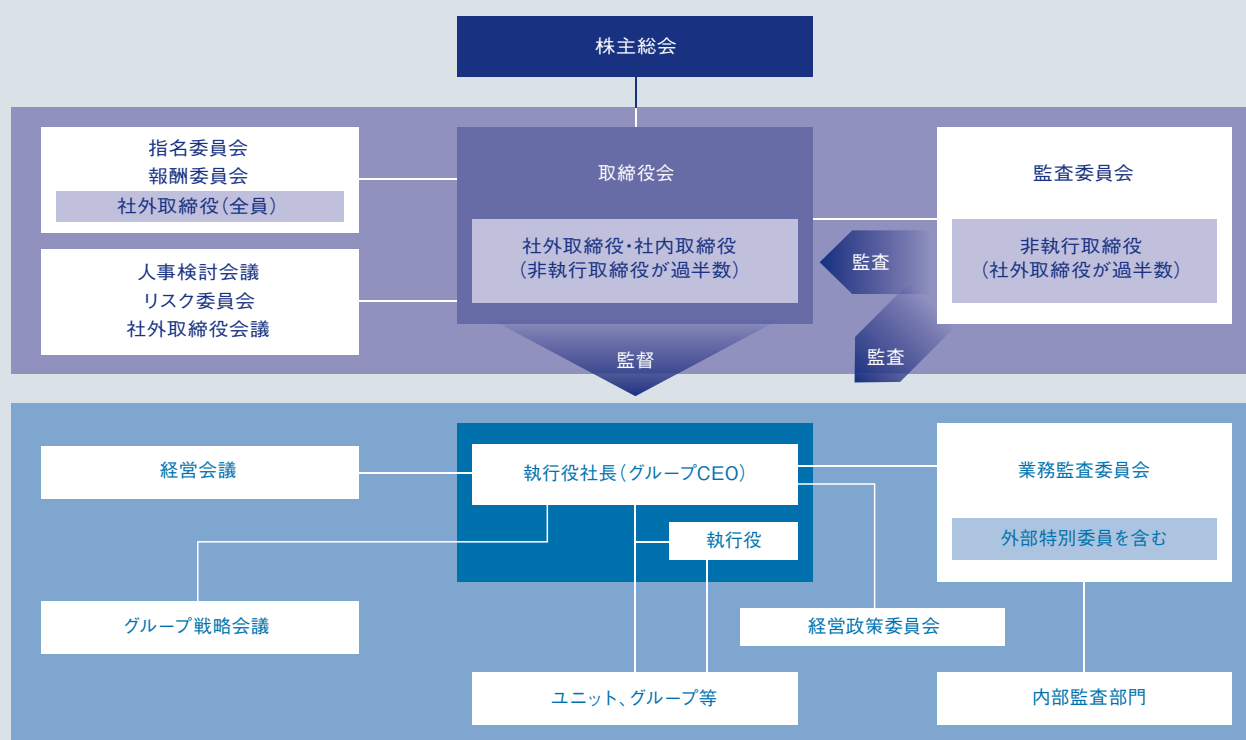 株主総会
指名委員会
報酬委員会
社外取締役(全員)
取締役会
社外取締役・社内取締役
(非執行取締役が過半数)
監査委員会
非執行取締役
(社外取締役が過半数)
人事検討会議
リスク委員会
社外取締役会議
監査
監査
監督
経営会議
執行役社長(グループCEO)
執行役
業務監査委員会
外部特別委員を含む
グループ戦略会議
経営政策委員会
ユニット、グループ等
内部監査部門